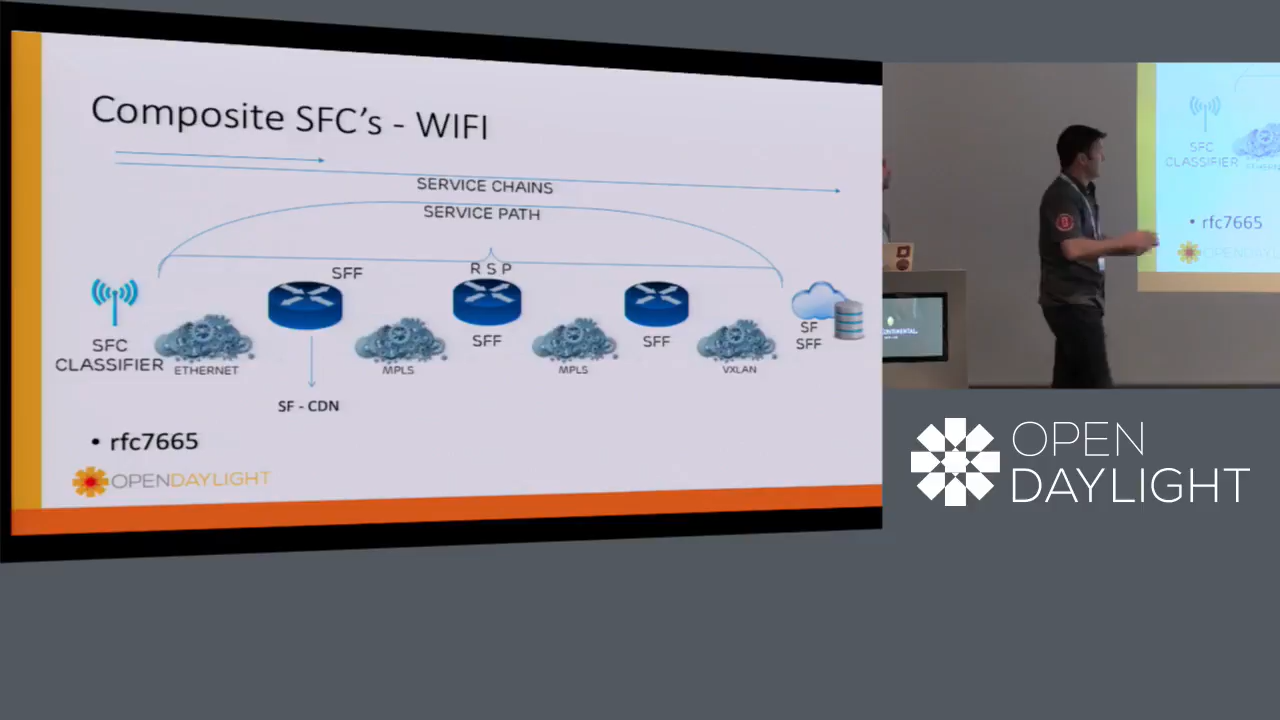 Composite SFC's - WIFI
SERVICE CHAINS
SERVICE PATH
SFF
R S P
SFC
CLASSIFIER
ETHERNET
MPLS
SFF
MPLS
SFF
VXLAN
SF
SFF
SF - CDN
• rfc7665
OPENDAYLIGHT
SFC
CLASSIFIER
• rfc7665
OPENDAYLIGHT
OPEN
DAYLIGHT